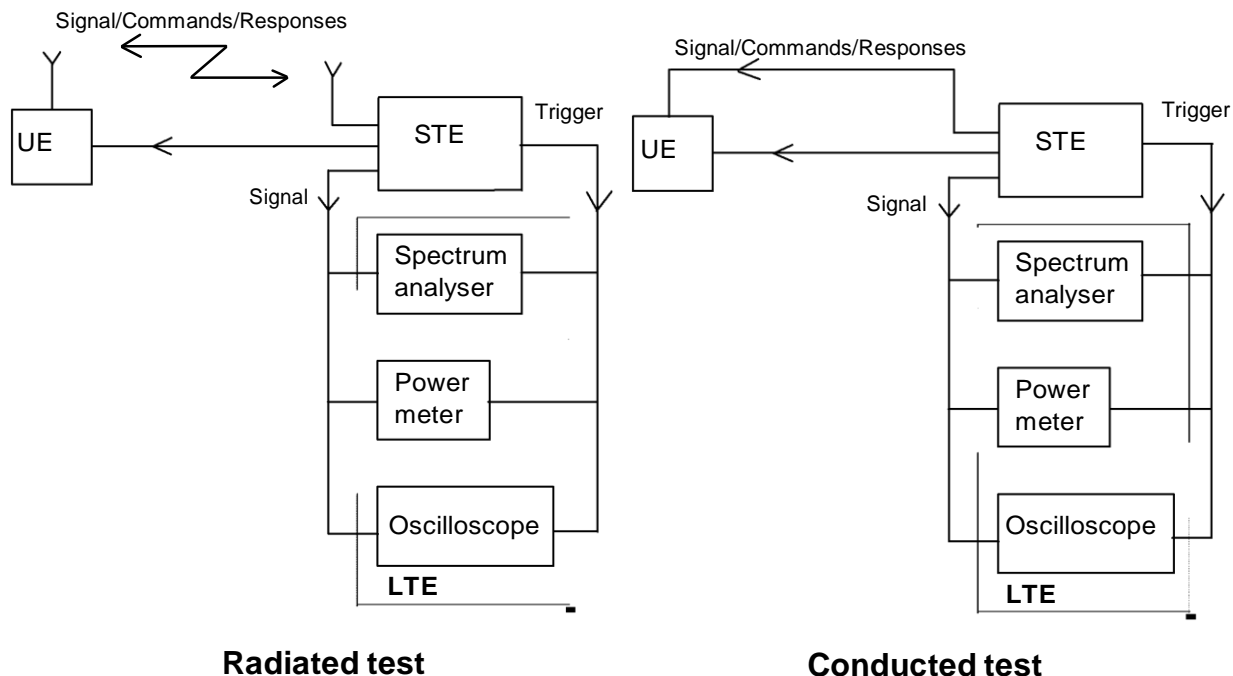 Signal/Commands/Responses
UE
STE
Trigger
Signal
Spectrum
analyser
Power
meter
Oscilloscope
LTE
Radiated test
Signal/Commands/Responses
UE
STE
Trigger
Signal
Spectrum
analyser
Power
meter
Oscilloscope
LTE
Conducted test